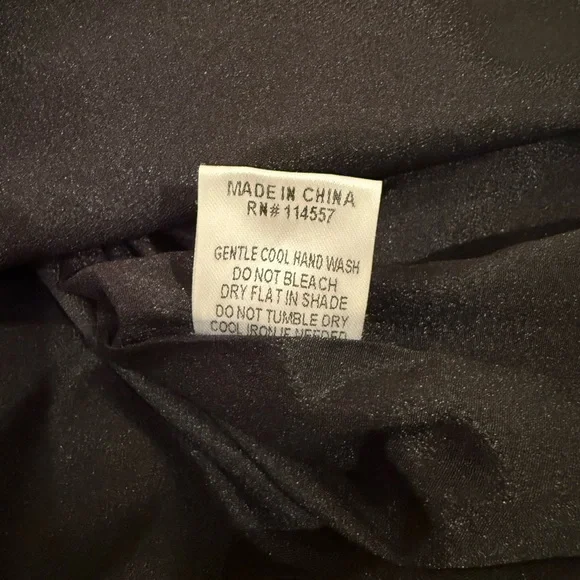 MADE IN CHINA
RN# 114557
GENTLE COOL HAND WASH
DO NOT BLEACH
DRY FLAT IN SHADE
DO NOT TUMBLE DRY
COOL IRON IF NEEDED